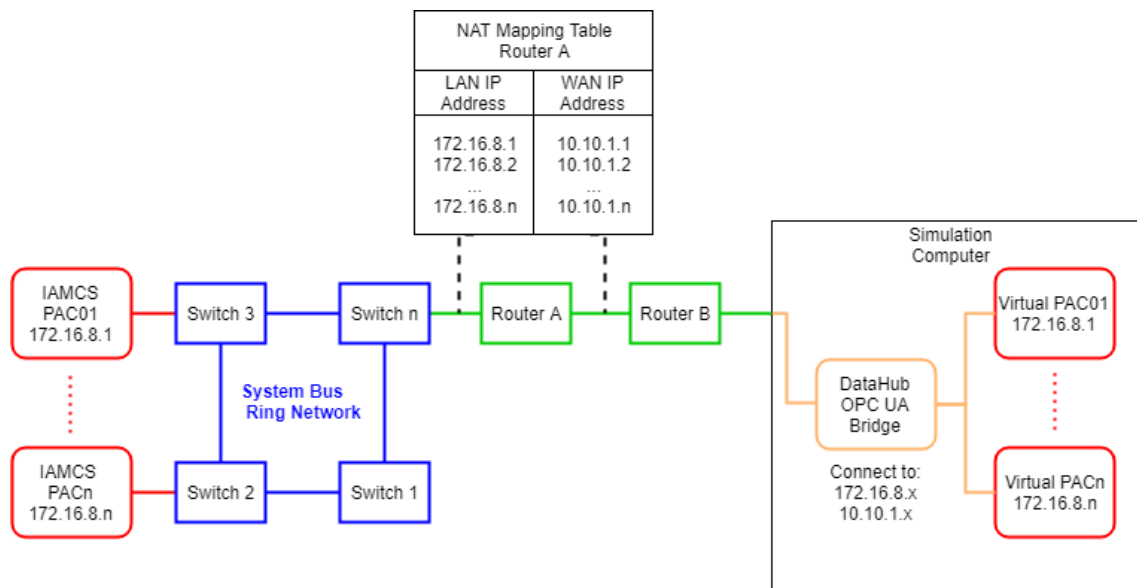 NAT Mapping Table
Router A
LAN IP
Address
WAN IP
Address
172.16.8.1
172.16.8.2
...
172.16.8.n
10.10.1.1
10.10.1.2
...
10.10.1.n
IAMCS
PAC01
172.16.8.1
Switch 3
Switch n
Router A
Router B
System Bus
Ring Network
IAMCS
PACn
172.16.8.n
Switch 2
Switch 1
Simulation
Computer
DataHub
OPC UA
Bridge
Connect to:
172.16.8.x
10.10.1.x
Virtual PAC01
172.16.8.1
Virtual PACn
172.16.8.n